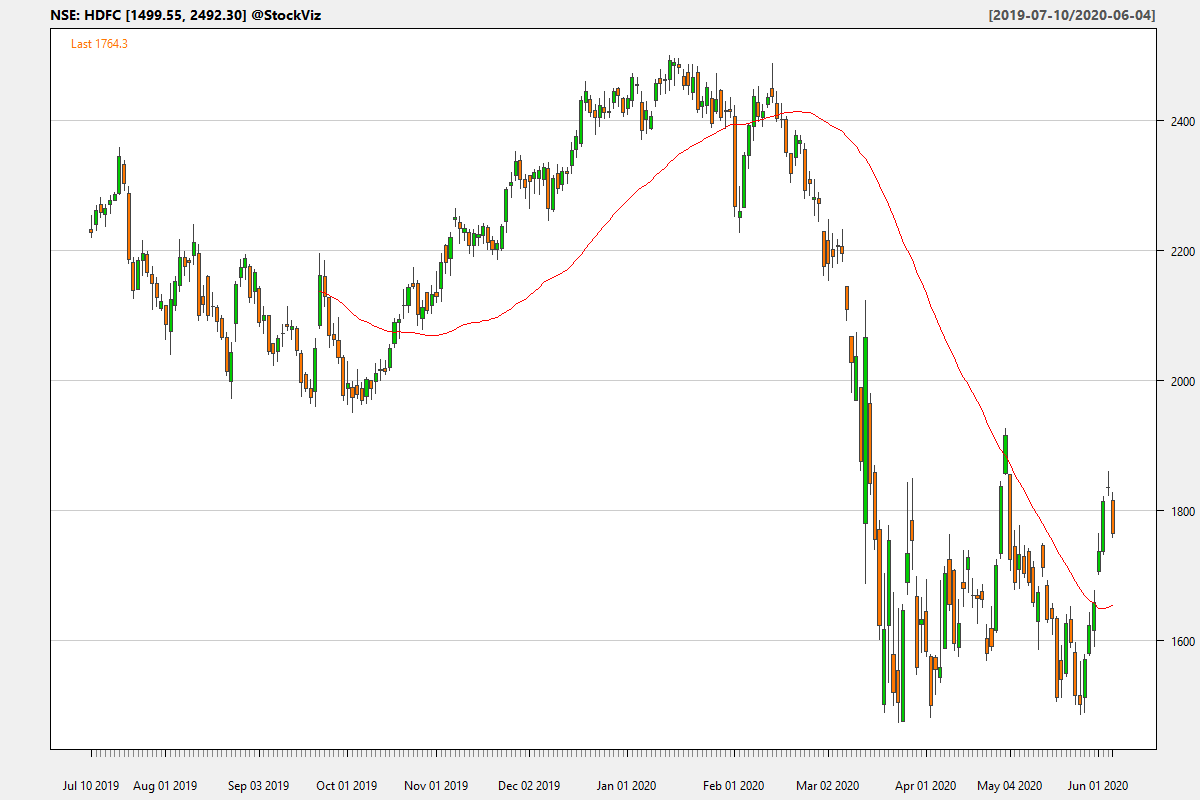 NSE: HDFC [1499.55, 2492.30] @StockViz
[2019-07-10/2020-06-04]
Last 1764.3
2400
2200
2000
1800
1600
Jul 10 2019 Aug 01 2019 Sep 03 2019 Oct 01 2019 Nov 01 2019 Dec 02 2019 Jan 01 2020 Feb 01 2020 Mar 02 2020 Apr 01 2020 May 04 2020 Jun 01 2020